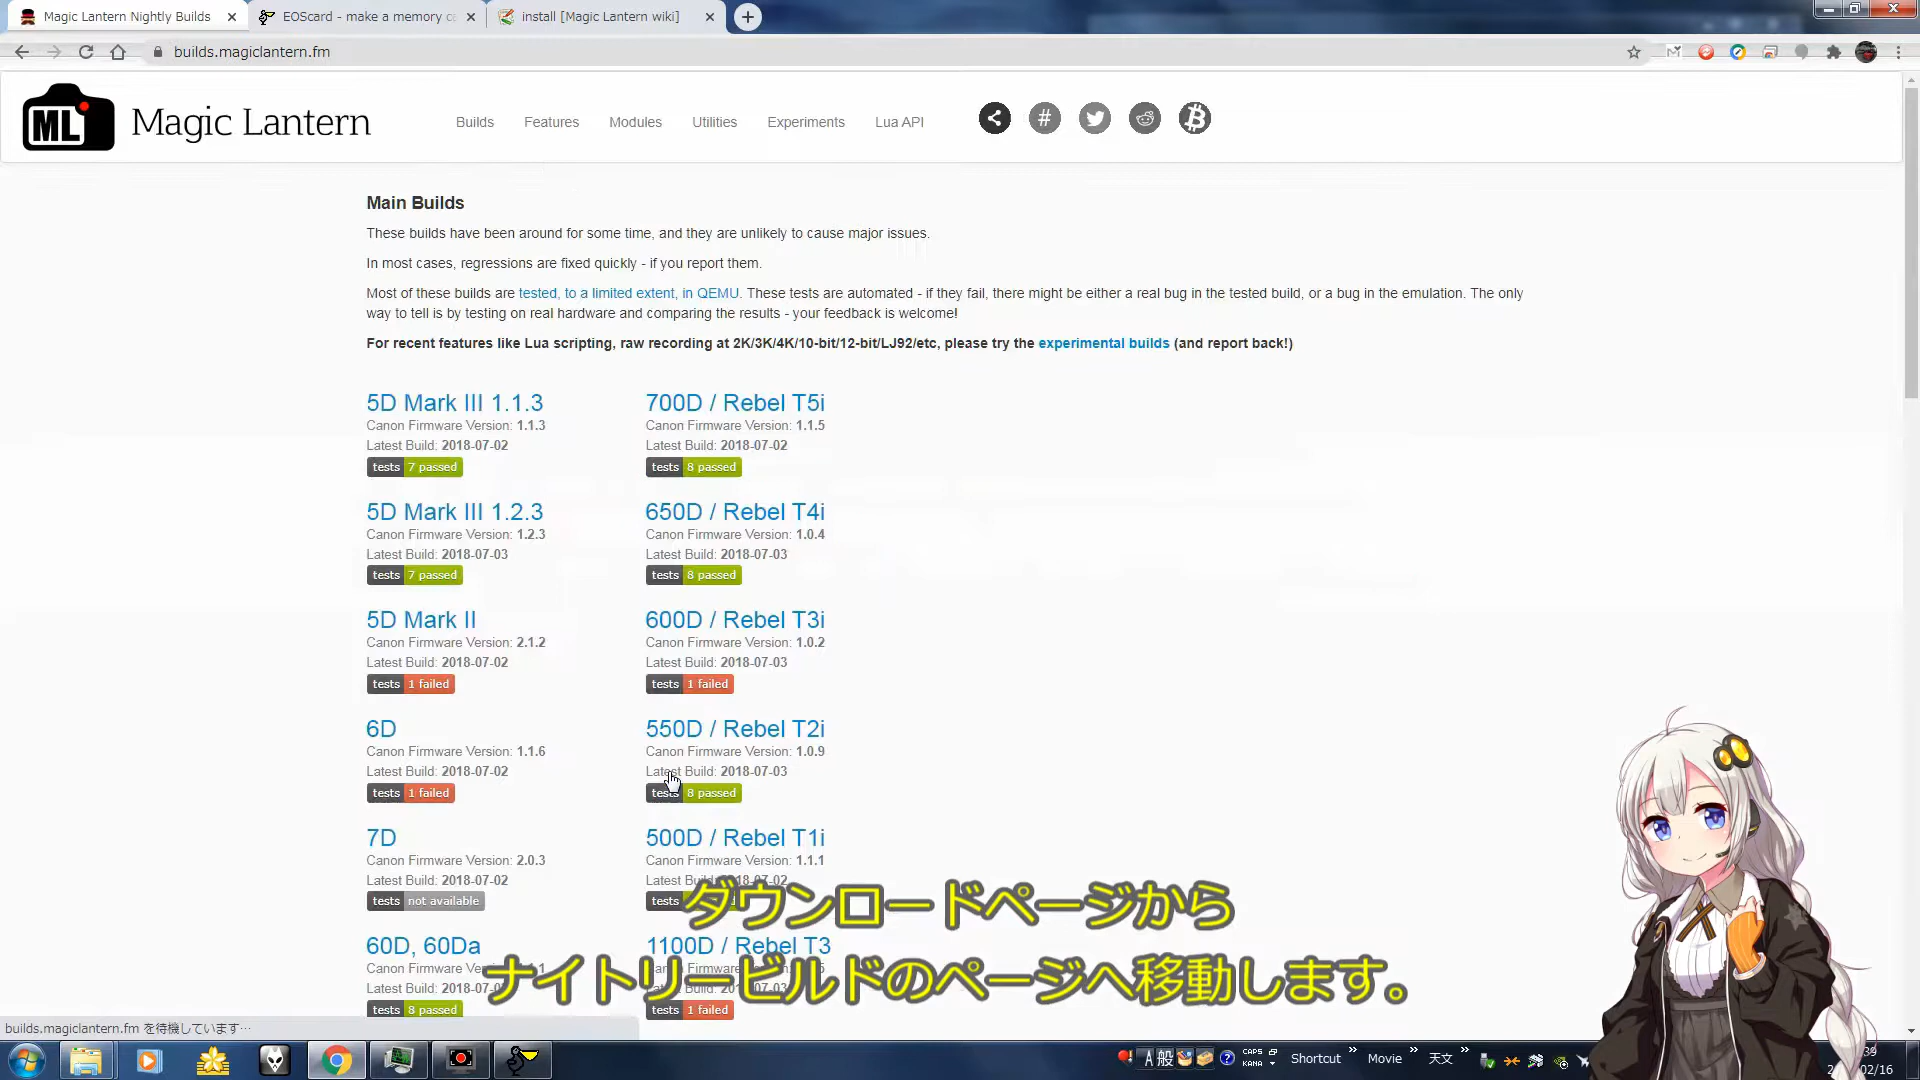 Magic Lantern Nightly Builds
EOScard - make a memory ca
install [Magic Lantern wiki]
builds.magiclantern.fm
ML
Magic Lantern
Builds Features Modules Utilities Experiments Lua API
Main Builds
These builds have been around for some time, and they are unlikely to cause major issues.
In most cases, regressions are fixed quickly - if you report them.
Most of these builds are tested, to a limited extent, in QEMU. These tests are automated - if they fail, there might be either a real bug in the tested build, or a bug in the emulation. The only
way to tell is by testing on real hardware and comparing the results - your feedback is welcome!
For recent features like Lua scripting, raw recording at 2K/3K/4K/10-bit/12-bit/LJ92/etc, please try the experimental builds (and report back!)
5D Mark III 1.1.3
Canon Firmware Version: 1.1.3
Latest Build: 2018-07-02
tests 7 passed
700D / Rebel T5i
Canon Firmware Version: 1.1.5
Latest Build: 2018-07-02
tests 8 passed
5D Mark III 1.2.3
Canon Firmware Version: 1.2.3
Latest Build: 2018-07-03
tests 7 passed
650D / Rebel T4i
Canon Firmware Version: 1.0.4
Latest Build: 2018-07-03
tests 8 passed
5D Mark II
Canon Firmware Version: 2.1.2
Latest Build: 2018-07-02
tests 1 failed
600D / Rebel T3i
Canon Firmware Version: 1.0.2
Latest Build: 2018-07-03
tests 1 failed
6D
Canon Firmware Version: 1.1.6
Latest Build: 2018-07-02
tests 1 failed
550D / Rebel T2i
Canon Firmware Version: 1.0.9
Latest Build: 2018-07-03
tests 8 passed
7D
Canon Firmware Version: 2.0.3
Latest Build: 2018-07-02
tests not available
500D / Rebel T1i
Canon Firmware Version: 1.1.1
Latest Build: 2018-07-02
tests
60D, 60Da
Canon Firmware
Latest Build:
tests 8 passed
1100D / Rebel T3
tests 1 failed
ダウンロードページから
ナイトリービルドのページへ移動します。
builds.magiclantern.fm を待機しています…
A 般 CAPS KANA Shortcut Movie 天文
02/16